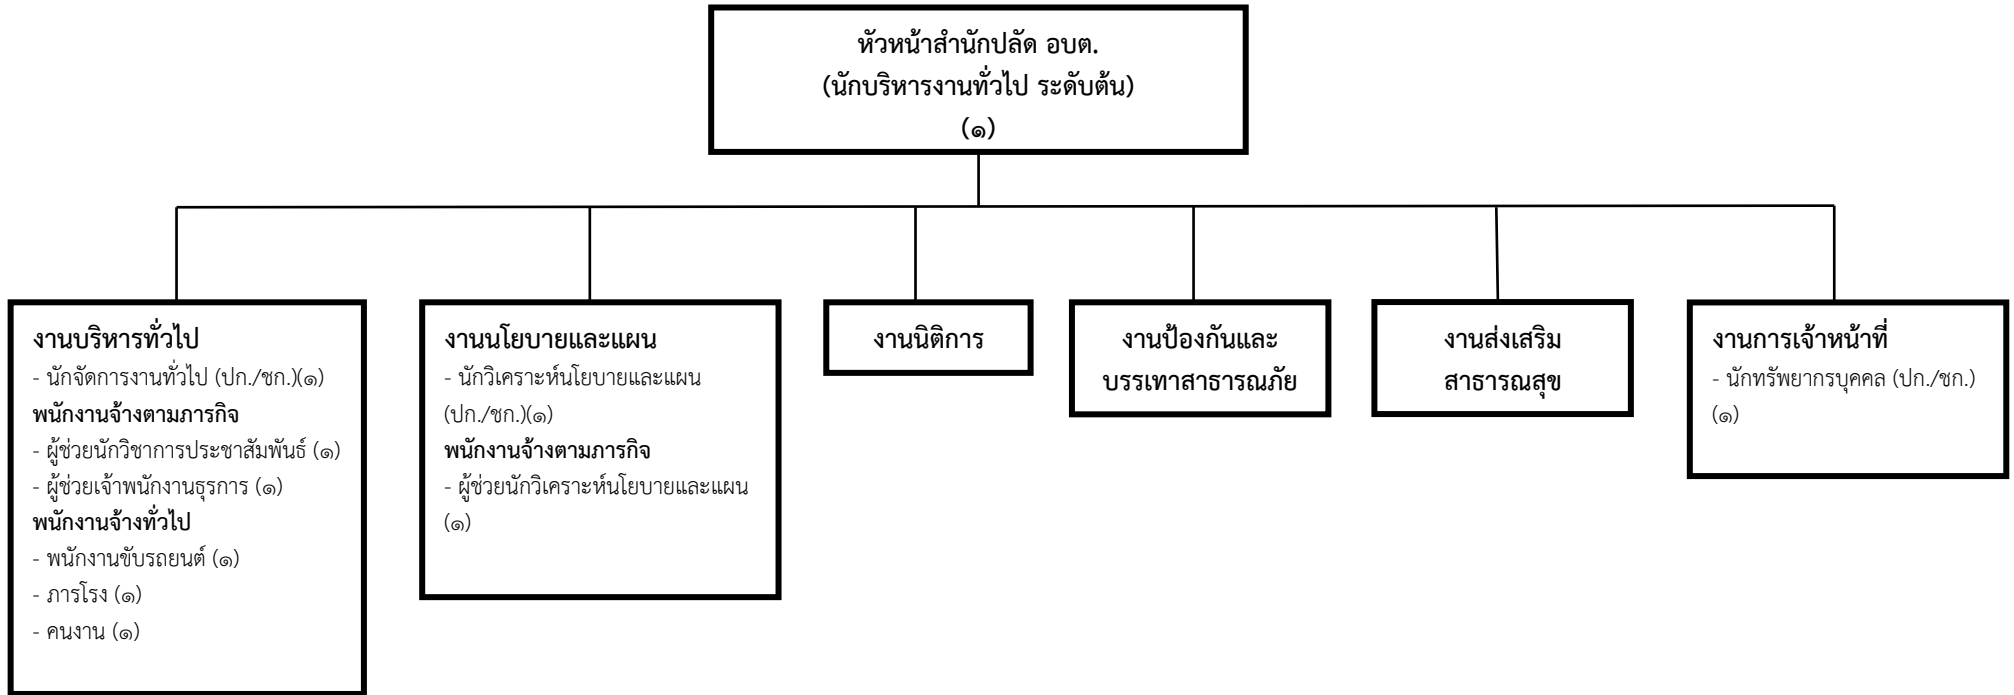 หัวหน้าสำนักปลัด อบต.
(นักบริหารงานทั่วไป ระดับต้น)
(๑)
งานบริหารทั่วไป
- นักจัดการงานทั่วไป (ปก./ชก.)(๑)
พนักงานจ้างตามภารกิจ
- ผู้ช่วยนักวิชาการประชาสัมพันธ์ (๑)
- ผู้ช่วยเจ้าพนักงานธุรการ (๑)
พนักงานจ้างทั่วไป
- พนักงานขับรถยนต์ (๑)
- ภารโรง (๑)
- คนงาน (๑)
งานนโยบายและแผน
- นักวิเคราะห์นโยบายและแผน
(ปก./ชก.)(๑)
พนักงานจ้างตามภารกิจ
- ผู้ช่วยนักวิเคราะห์นโยบายและแผน
(๑)
งานนิติการ
งานป้องกันและ
บรรเทาสาธารณภัย
งานส่งเสริม
สาธารณสุข
งานการเจ้าหน้าที่
- นักทรัพยากรบุคคล (ปก./ชก.)
(๑)